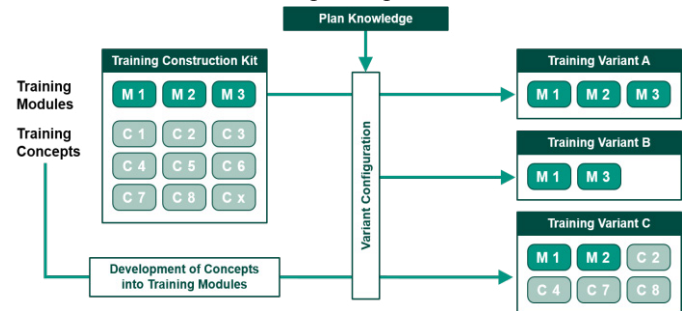 Plan Knowledge
Training Construction Kit
Training Variant A
Training
Modules
M 1 M 2 M 3
M 1 M 2 M 3
Training
Concepts
C 1 C 2 C 3
C 4 C 5 C 6
C 7 C 8 C x
Variant Configuration
Training Variant B
M 1 M 3
Training Variant C
M 1 M 2 C 2
C 4 C 7 C 8
Development of Concepts
into Training Modules